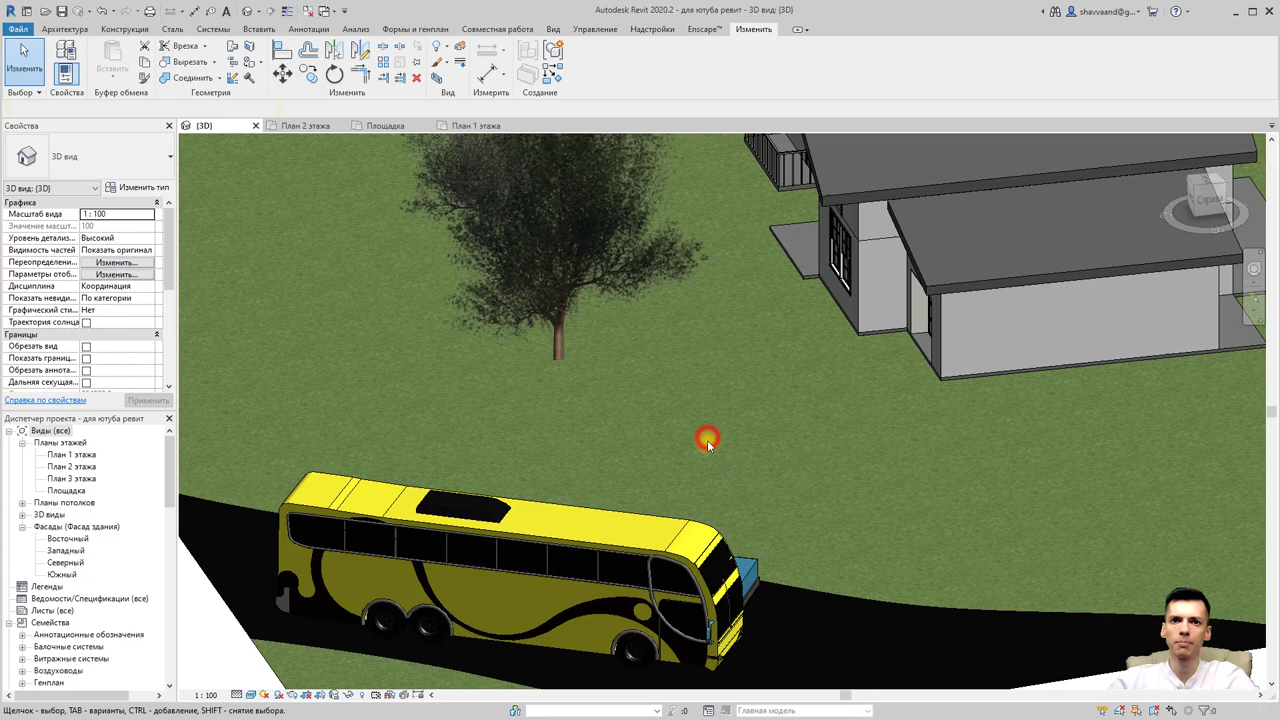 Autodesk Revit 2020.2 - для ютуба ревит - 3D вид: {3D}
shavvaand@g...
Файл
Архитектура
Конструкция
Сталь
Системы
Вставить
Аннотации
Анализ
Формы и генплан
Совместная работа
Вид
Управление
Надстройки
Enscape™
Изменить
Изменить
Вставить
Врезка
Вырезать
Соединить
Выбор
Свойства
Буфер обмена
Геометрия
Изменить
Вид
Измерить
Создание
Свойства
{3D}
План 2 этажа
Площадка
План 1 этажа
3D вид
3D вид: {3D}
Изменить тип
Графика
Масштаб вида 1 : 100
Значение масшт... 100
Уровень детализ... Высокий
Видимость частей Показать оригинал
Переопределени... Изменить...
Параметры отоб... Изменить...
Дисциплина Координация
Показать невиди... По категории
Графический сти... Нет
Траектория солнца
Границы
Обрезать вид
Показать границ...
Обрезать аннота...
Дальняя секущая...
Справка по свойствам
Применить
Диспетчер проекта - для ютуба ревит
Виды (все)
Планы этажей
План 1 этажа
План 2 этажа
План 3 этажа
Площадка
Планы потолков
3D виды
Фасады (Фасад здания)
Восточный
Западный
Северный
Южный
Легенды
Ведомости/Спецификации (все)
Листы (все)
Семейства
Аннотационные обозначения
Балочные системы
Витражные системы
Воздуховоды
Генплан
Справа
1 : 100
Щелчок - выбор, TAB - варианты, CTRL - добавление, SHIFT - снятие выбора.
:0
Главная модель
:0